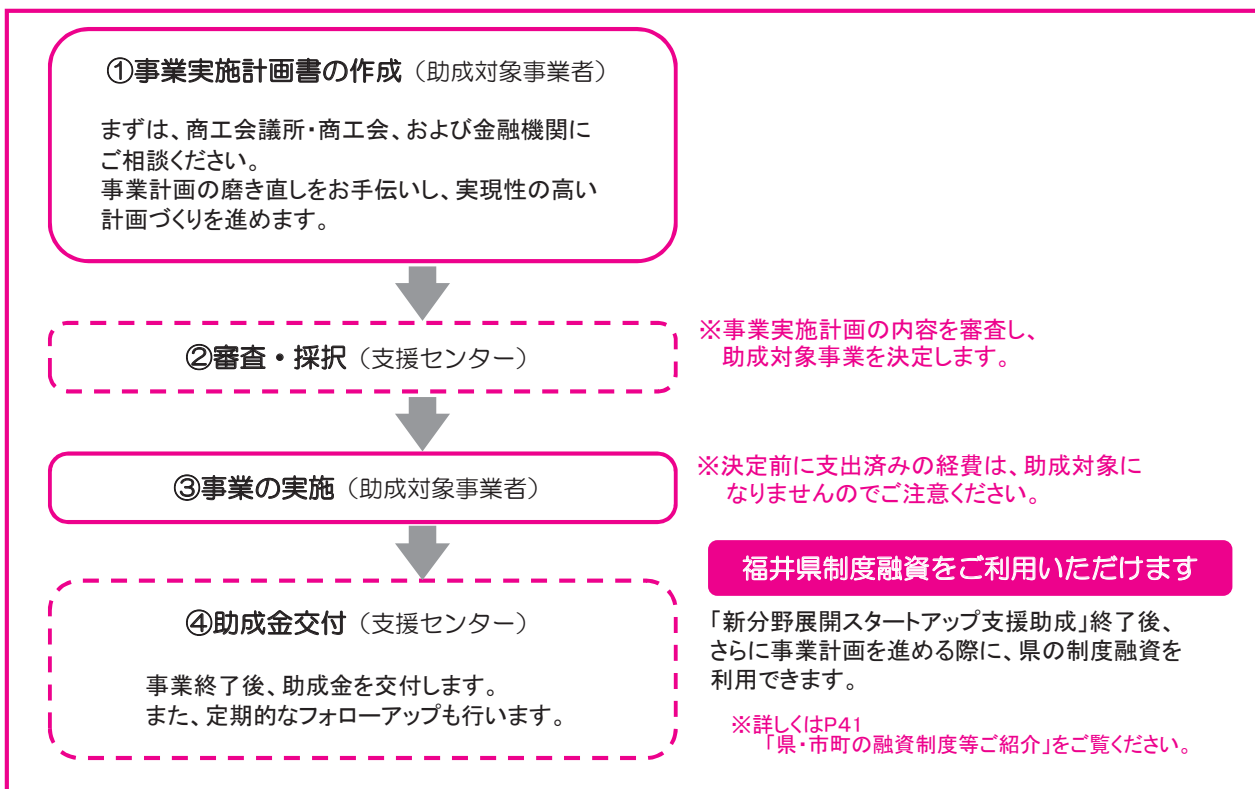 ①事業実施計画書の作成（助成対象事業者）
まずは、商工会議所・商工会、および金融機関に
ご相談ください。
事業計画の磨き直しをお手伝いし、実現性の高い
計画づくりを進めます。
②審査・採択（支援センター）
※事業実施計画の内容を審査し、
助成対象事業を決定します。
③事業の実施（助成対象事業者）
※決定前に支出済みの経費は、助成対象に
なりませんのでご注意ください。
④助成金交付（支援センター）
事業終了後、助成金を交付します。
また、定期的なフォローアップも行います。
福井県制度融資をご利用いただけます
「新分野展開スタートアップ支援助成」終了後、
さらに事業計画を進める際に、県の制度融資を
利用できます。
※詳しくはP41
「県・市町の融資制度等ご紹介」をご覧ください。